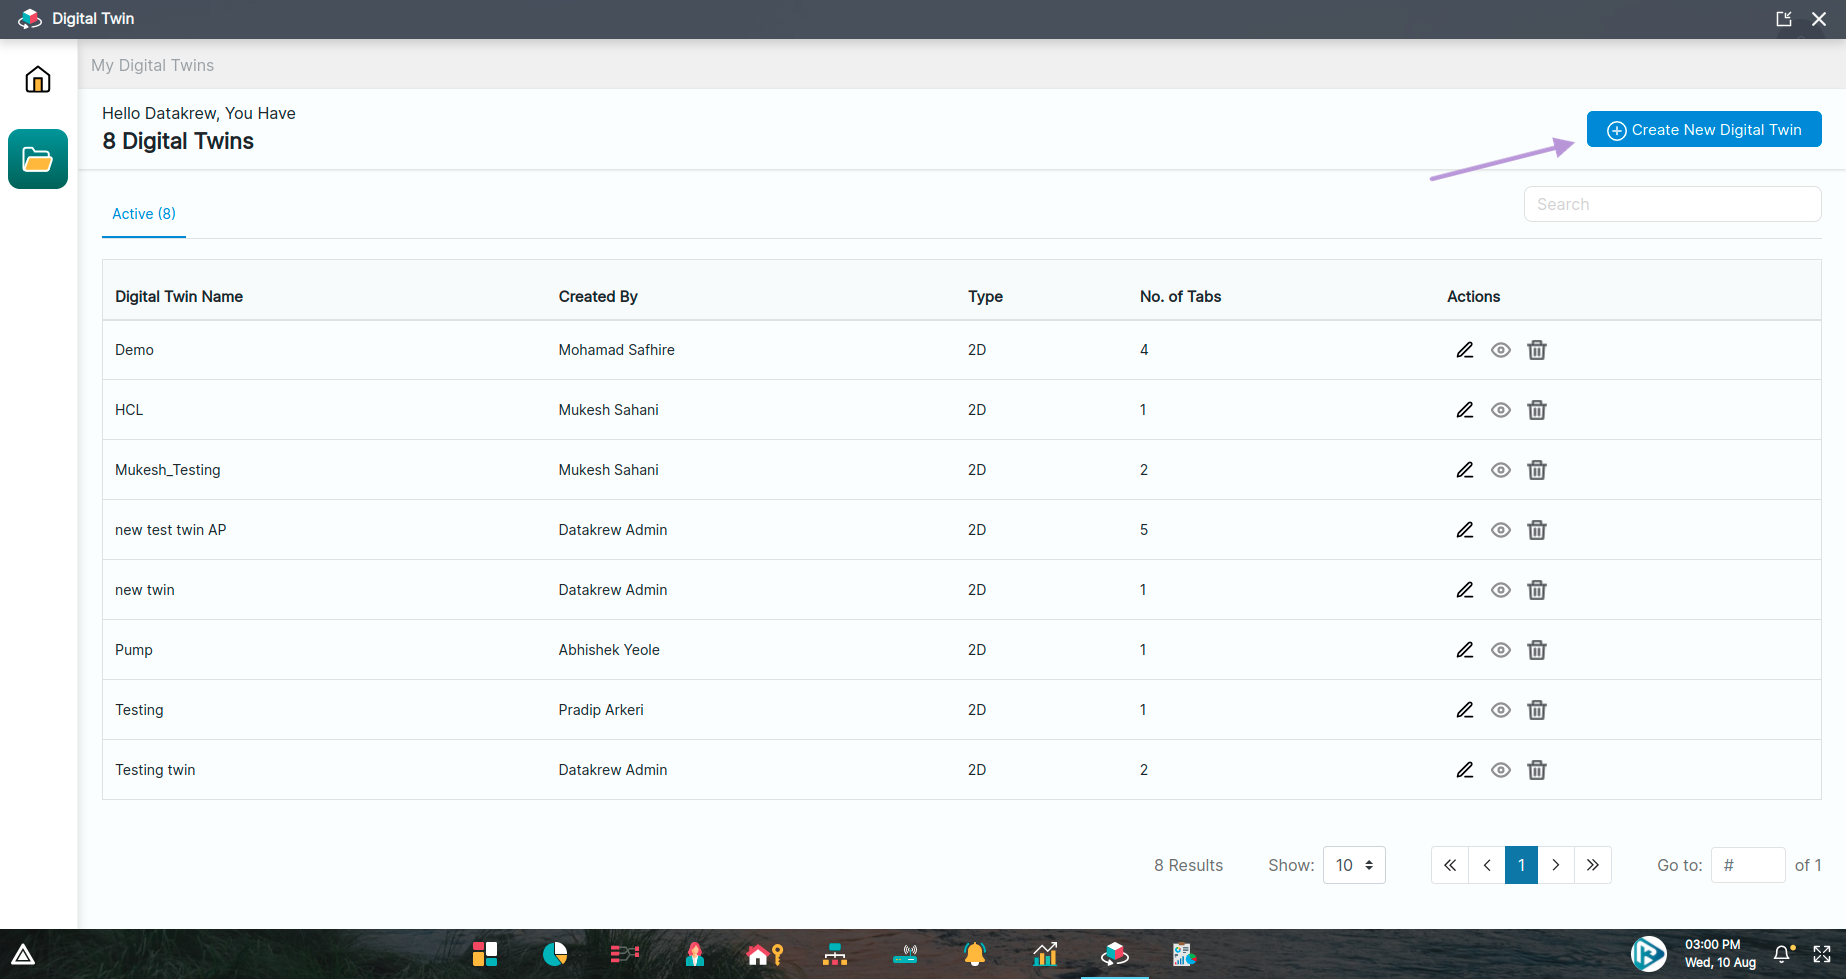 Digital Twin
My Digital Twins
Hello Datakrew, You Have
8 Digital Twins
Create New Digital Twin
Active (8)
Search
Digital Twin Name Created By Type No. of Tabs Actions
Demo Mohamad Safhire 2D 4
HCL Mukesh Sahani 2D 1
Mukesh_Testing Mukesh Sahani 2D 2
new test twin AP Datakrew Admin 2D 5
new twin Datakrew Admin 2D 1
Pump Abhishek Yeole 2D 1
Testing Pradip Arkeri 2D 1
Testing twin Datakrew Admin 2D 2
8 Results Show: 10 « ‹ 1 › » Go to: # of 1
03:00 PM
Wed, 10 Aug